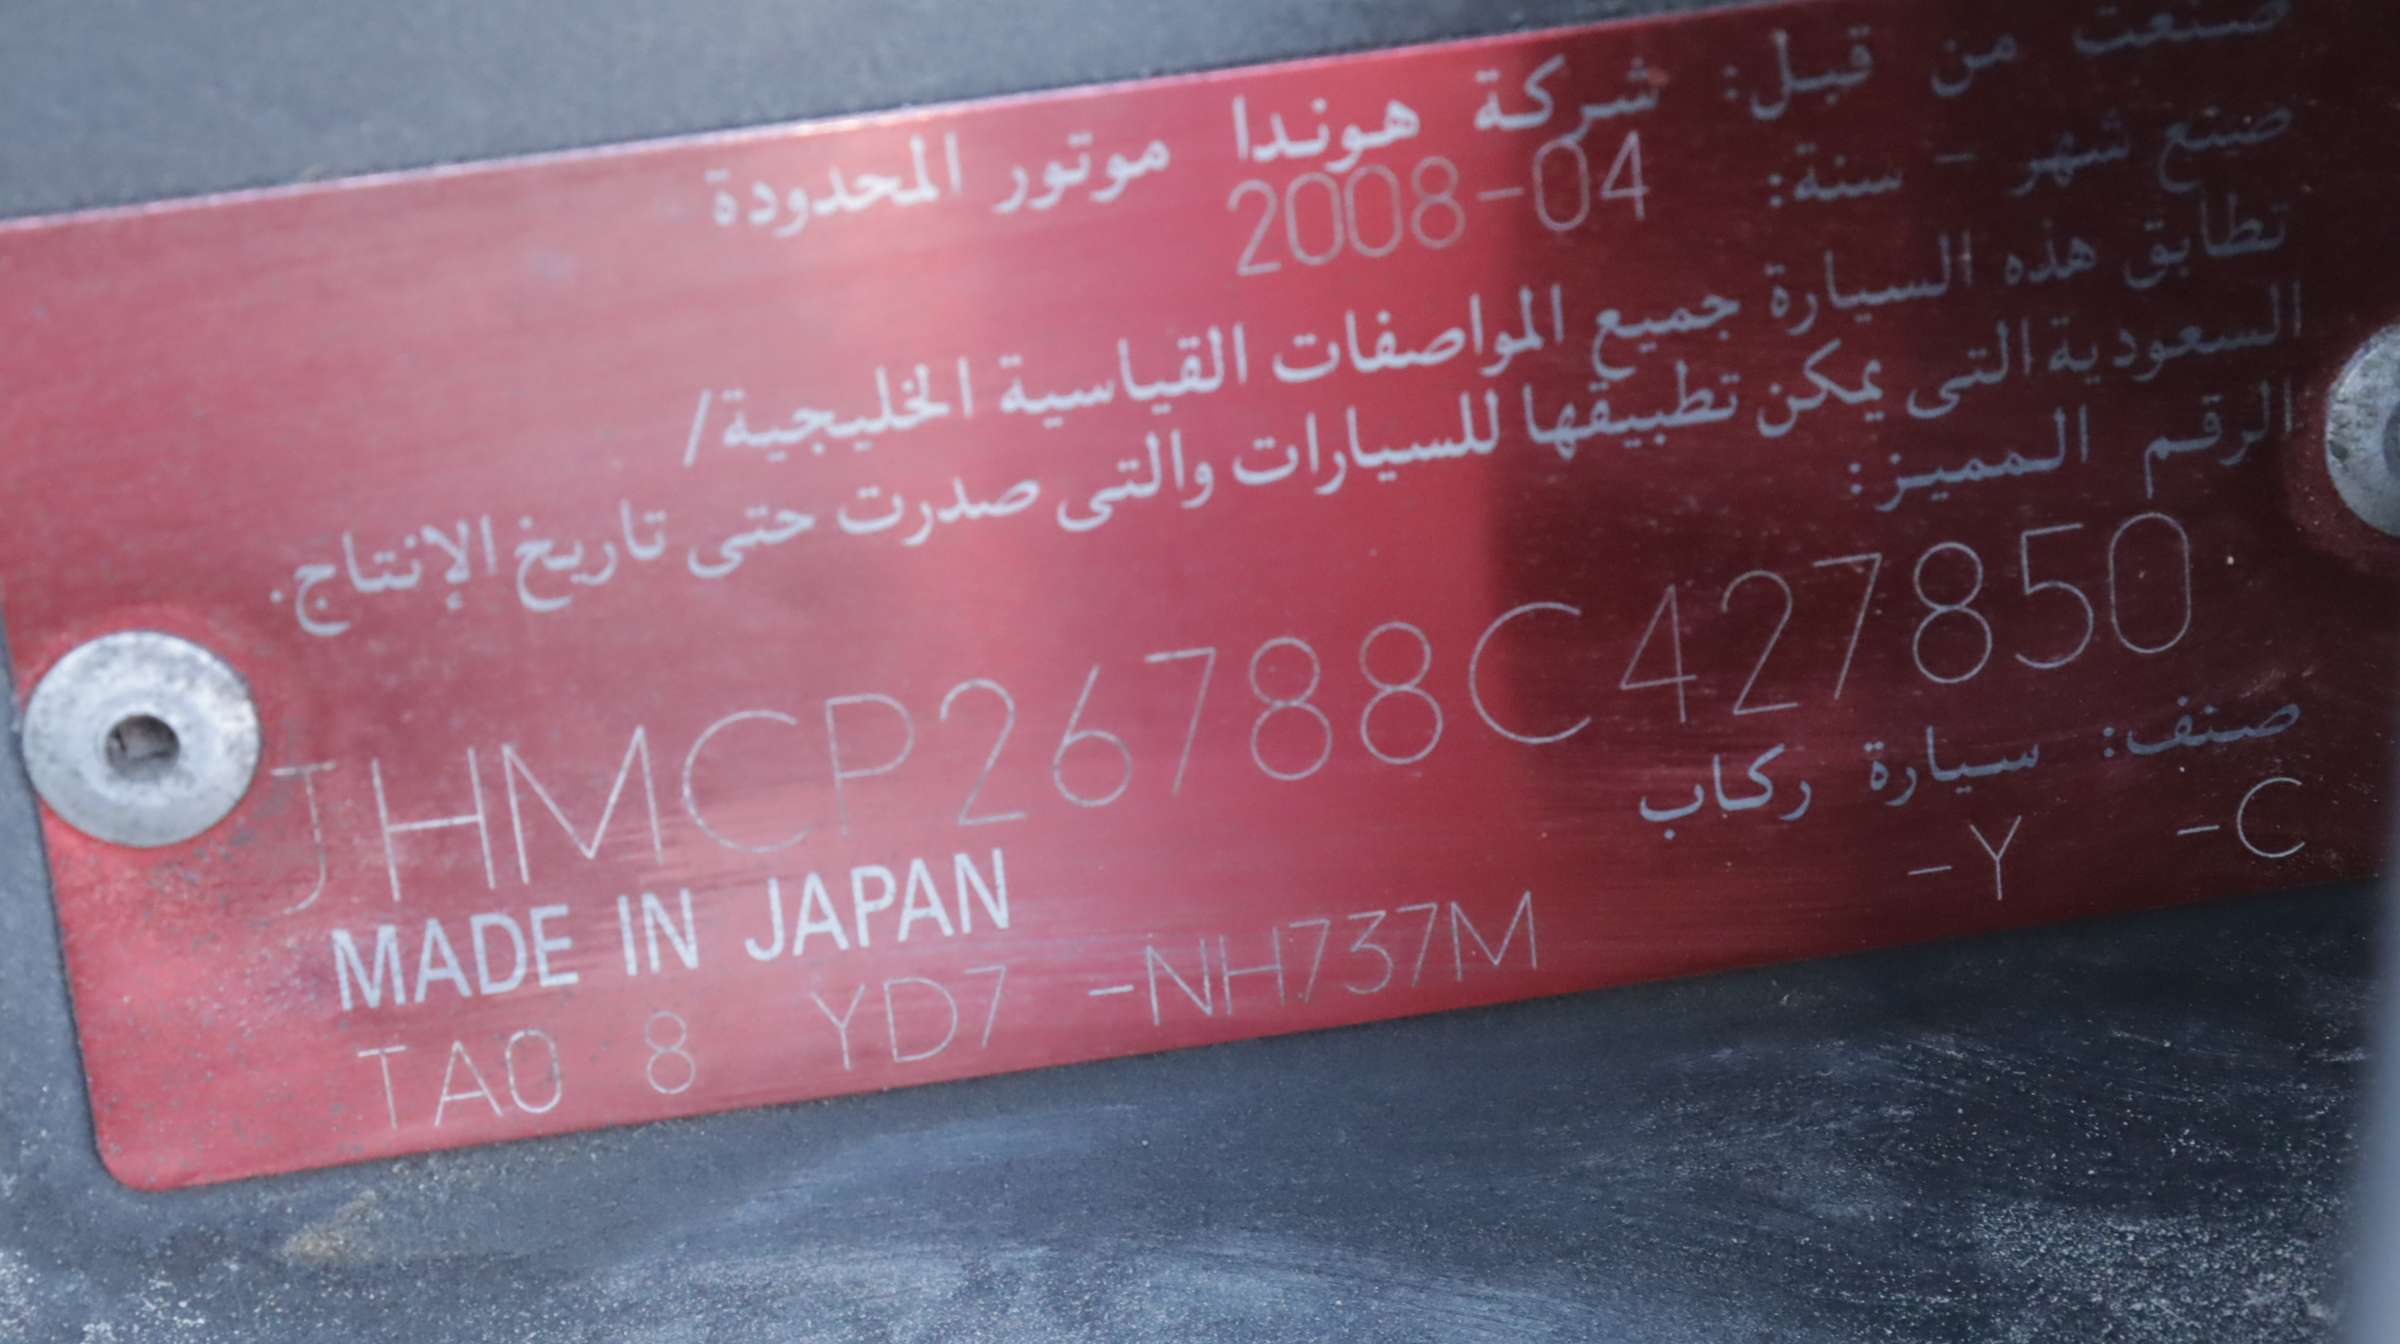 صنعت من قبل: شركة هوندا موتور المحدودة
صنع شهر - سنة: 2008-04
تطابق هذه السيارة جميع المواصفات القياسية الخليجية/
السعودية التى يمكن تطبيقها للسيارات والتى صدرت حتى تاريخ الإنتاج.
الرقم المميز:
JHMCP26788C427850
صنف: سيارة ركاب
MADE IN JAPAN
-Y -C
TA0 8 YD7 -NH737M